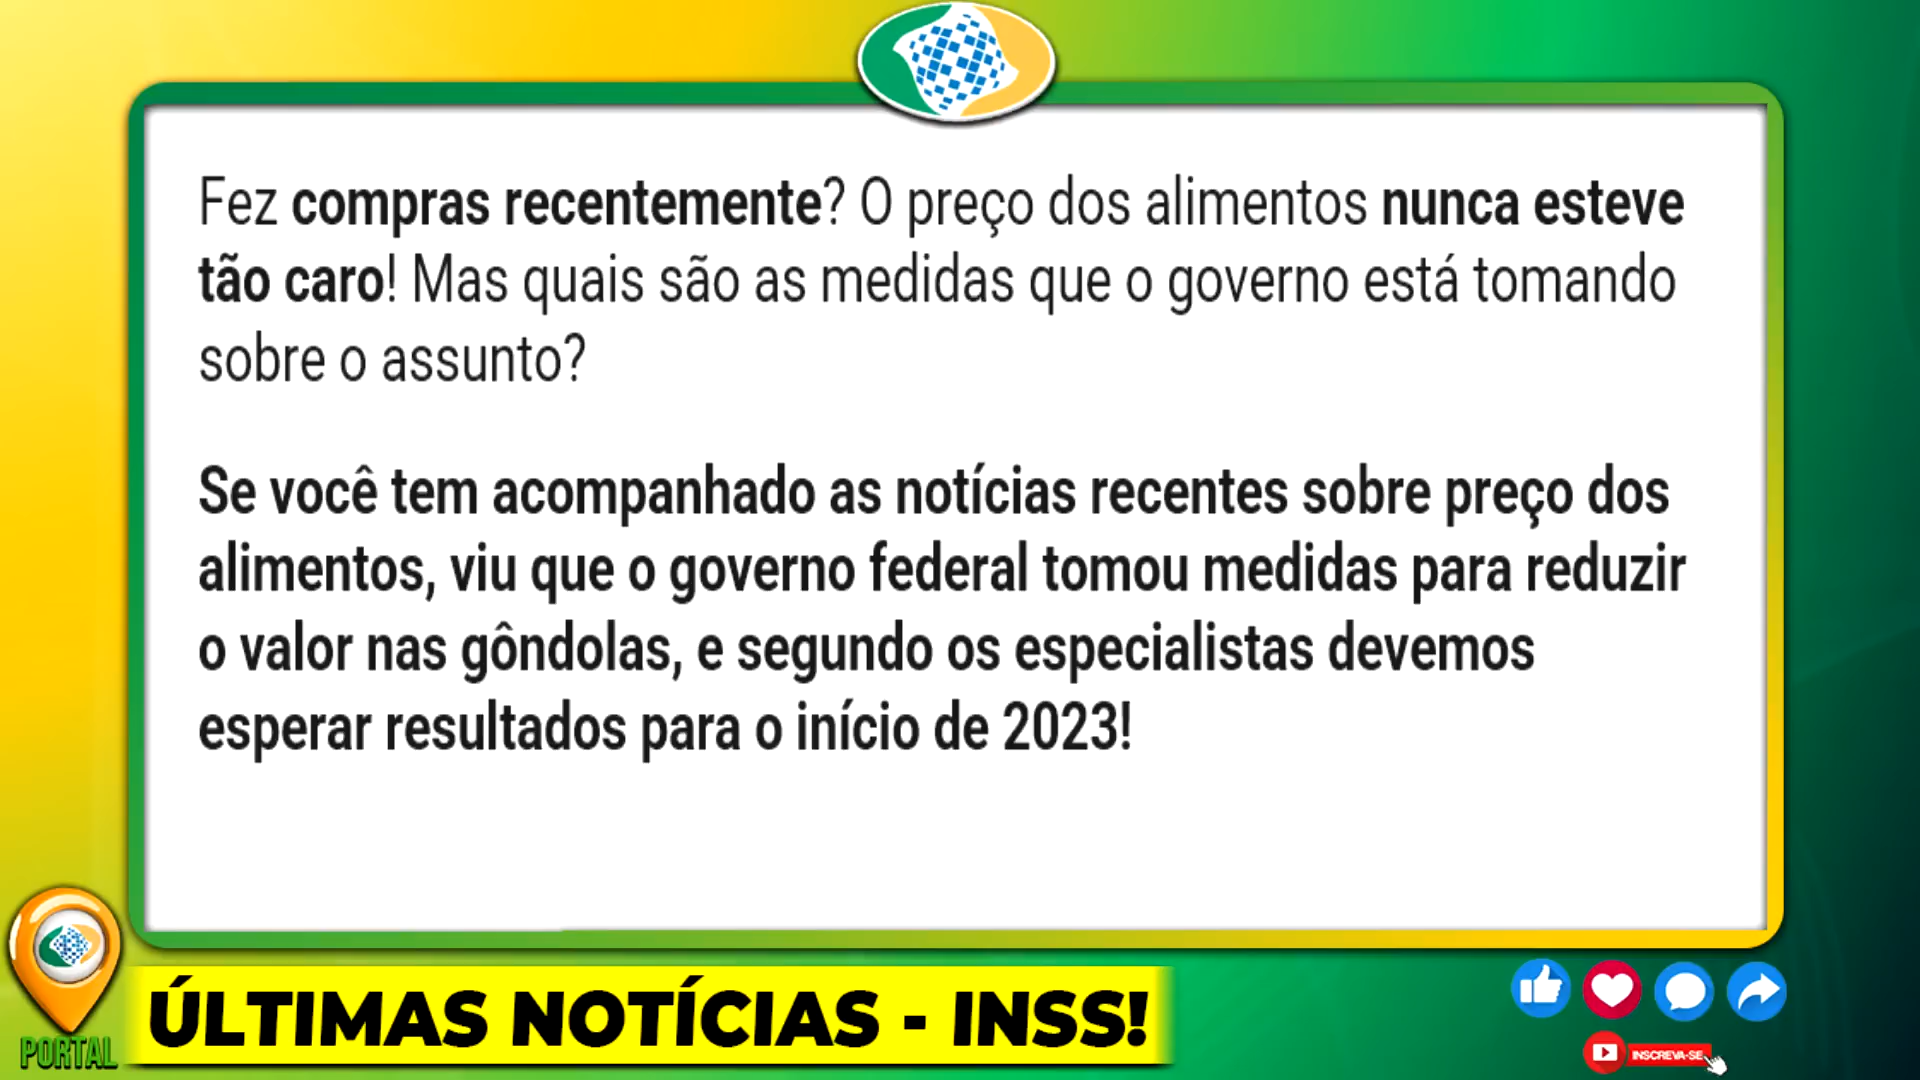 Fez compras recentemente? O preço dos alimentos nunca esteve
tão caro! Mas quais são as medidas que o governo está tomando
sobre o assunto?
Se você tem acompanhado as notícias recentes sobre preço dos
alimentos, viu que o governo federal tomou medidas para reduzir
o valor nas gôndolas, e segundo os especialistas devemos
esperar resultados para o início de 2023!
ÚLTIMAS NOTÍCIAS - INSS!
PORTAL
INSCREVA-SE